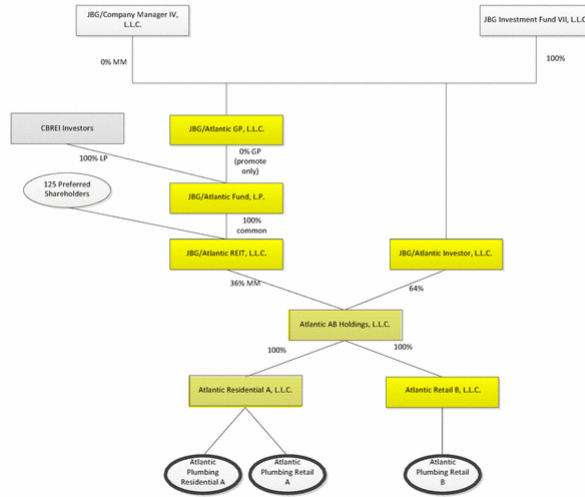 JBG/Company Manager IV,
L.L.C.
JBG Investment Fund VII, L.L.C
0% MM
100%
CBREI Investors
JBG/Atlantic GP, L.L.C.
100% LP
0% GP
(promote
only)
125 Preferred
Shareholders
JBG/Atlantic Fund, L.P.
100%
common
JBG/Atlantic REIT, L.L.C.
JBG/Atlantic Investor, L.L.C.
36% MM
64%
Atlantic AB Holdings, L.L.C.
100%
100%
Atlantic Residential A, L.L.C.
Atlantic Retail B, L.L.C.
Atlantic
Plumbing
Residential A
Atlantic
Plumbing Retail
A
Atlantic
Plumbing Retail
B